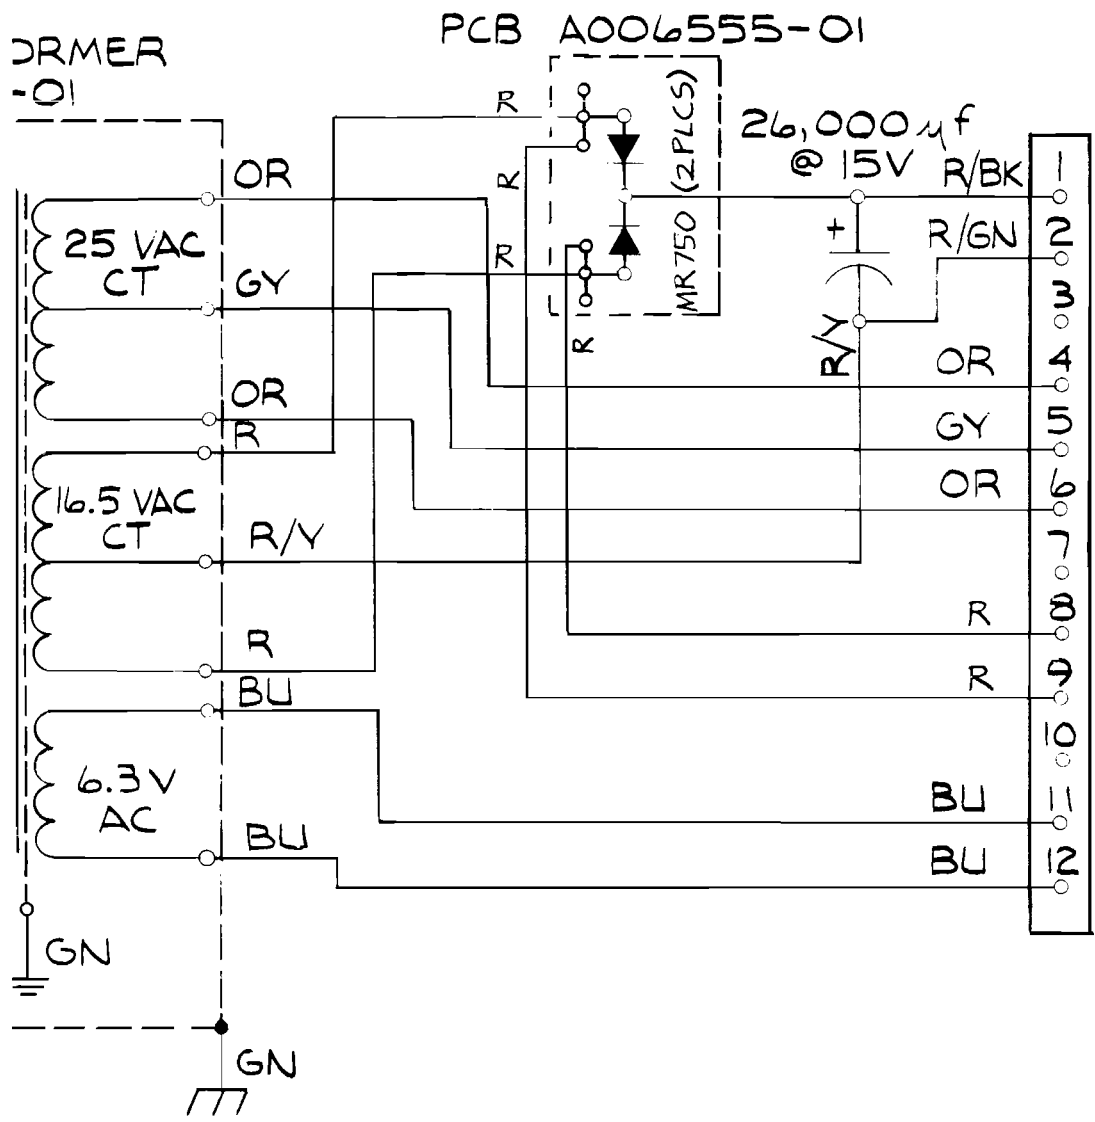 PCB A006555-01
ORMER
-01
R
26,000 µf
@ 15V
MR750 (2PLCS)
OR
R
R/BK
1
25 VAC
CT
+
R/GN
2
GY
R
3
R
R/Y
OR
4
OR
R
GY
5
16.5 VAC
CT
OR
6
R/Y
7
R
8
R
BU
R
9
10
6.3V
AC
BU
11
BU
BU
12
GN
GN